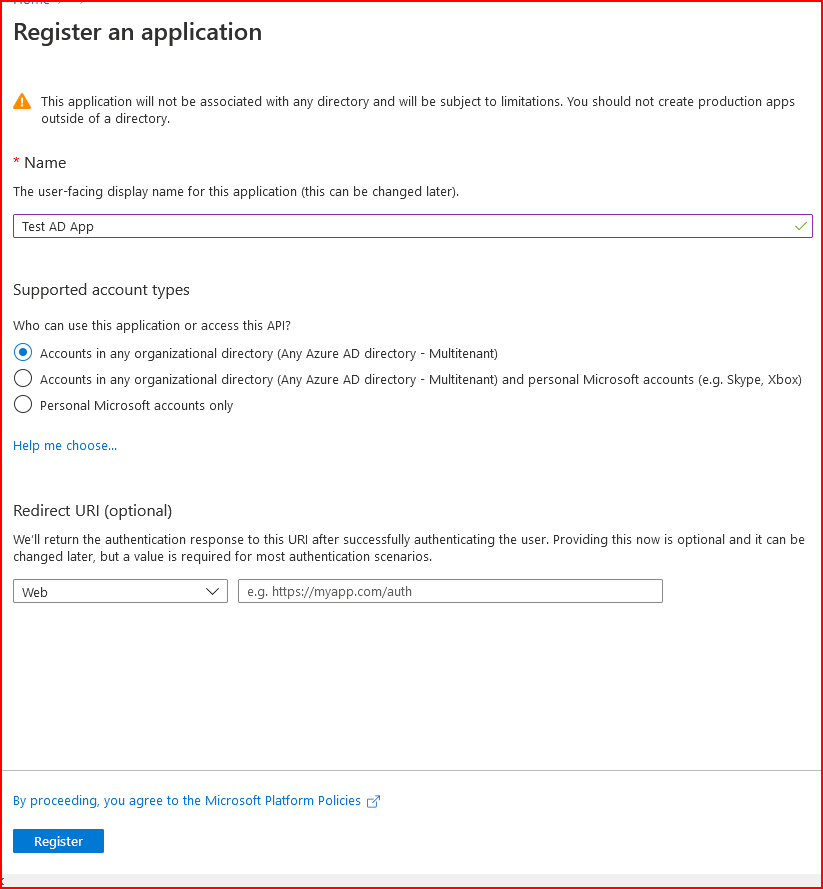 Home
Register an application
This application will not be associated with any directory and will be subject to limitations. You should not create production apps
outside of a directory.
* Name
The user-facing display name for this application (this can be changed later).
Test AD App
Supported account types
Who can use this application or access this API?
Accounts in any organizational directory (Any Azure AD directory - Multitenant)
Accounts in any organizational directory (Any Azure AD directory - Multitenant) and personal Microsoft accounts (e.g. Skype, Xbox)
Personal Microsoft accounts only
Help me choose...
Redirect URI (optional)
We'll return the authentication response to this URI after successfully authenticating the user. Providing this now is optional and it can be
changed later, but a value is required for most authentication scenarios.
Web
e.g. https://myapp.com/auth
By proceeding, you agree to the Microsoft Platform Policies
Register